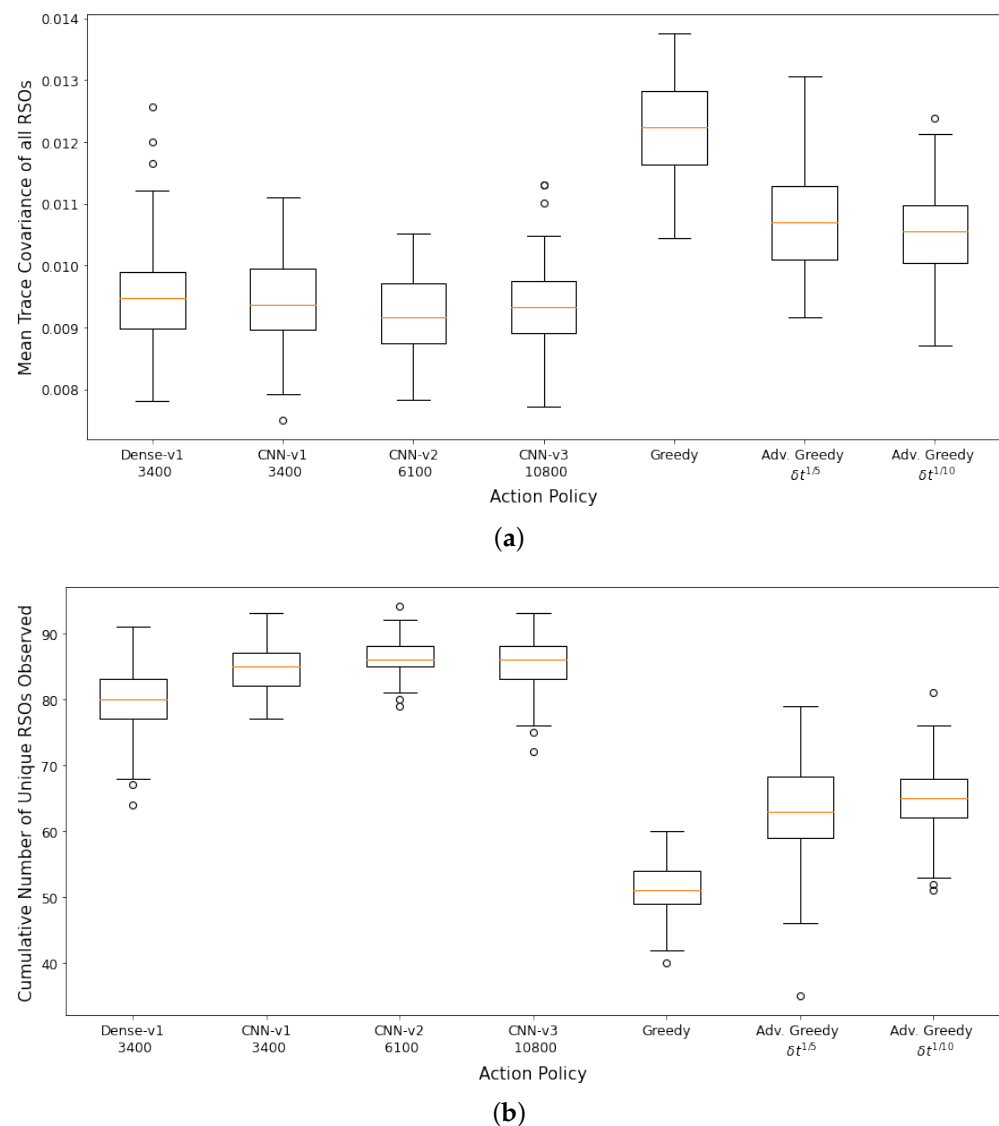 0.014
0.013
0.012
0.011
0.010
0.009
0.008
Mean Trace Covariance of all RSOs
Dense-v1 CNN-v1 CNN-v2 CNN-v3 Greedy Adv. Greedy Adv. Greedy
3400 3400 6100 10800 δt^{1/5} δt^{1/10}
Action Policy
(a)
90
80
70
60
50
40
Cumulative Number of Unique RSOs Observed
Dense-v1 CNN-v1 CNN-v2 CNN-v3 Greedy Adv. Greedy Adv. Greedy
3400 3400 6100 10800 δt^{1/5} δt^{1/10}
Action Policy
(b)